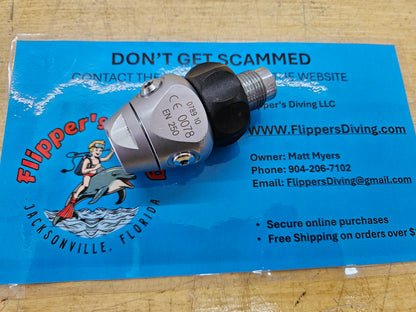 DON'T GET SCAMMED
CONTACT THE
WEBSITE
Flipper's Diving LLC
WWW.FlippersDiving.com
Owner: Matt Myers
Phone: 904-206-7102
Email: FlippersDiving@gmail.com
• Secure online purchases
• Free Shipping on orders over $
0789 10
CE 0078
EN 250
Flipper's
JACKSONVILLE, FLORIDA